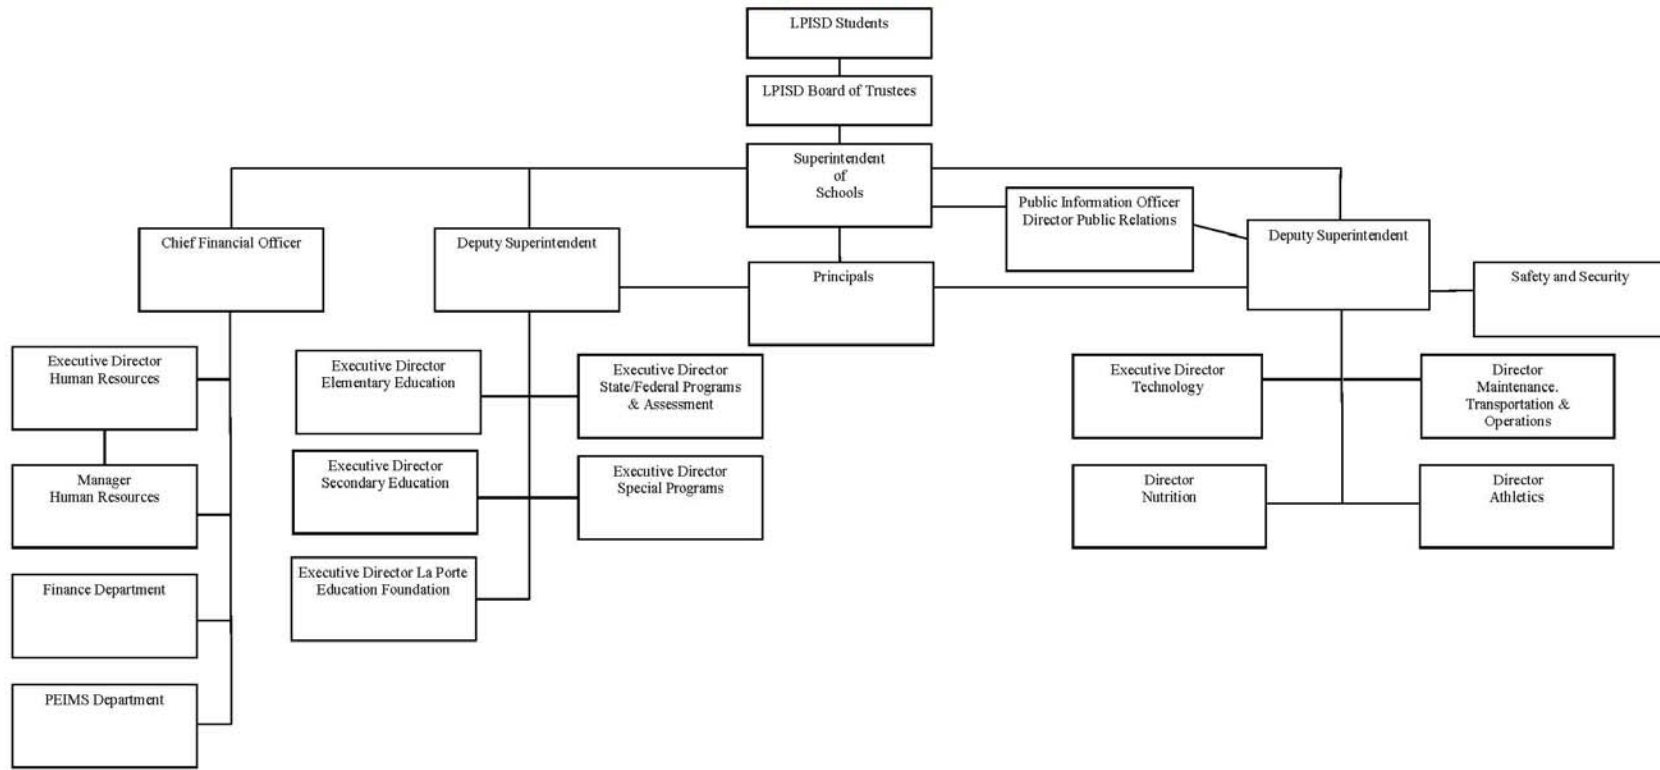 LPISD Students
LPISD Board of Trustees
Superintendent
of
Schools
Public Information Officer
Director Public Relations
Chief Financial Officer
Deputy Superintendent
Deputy Superintendent
Principals
Safety and Security
Executive Director
Human Resources
Executive Director
Elementary Education
Executive Director
State/Federal Programs
& Assessment
Executive Director
Technology
Director
Maintenance.
Transportation &
Operations
Manager
Human Resources
Executive Director
Secondary Education
Executive Director
Special Programs
Director
Nutrition
Director
Athletics
Finance Department
Executive Director La Porte
Education Foundation
PEIMS Department